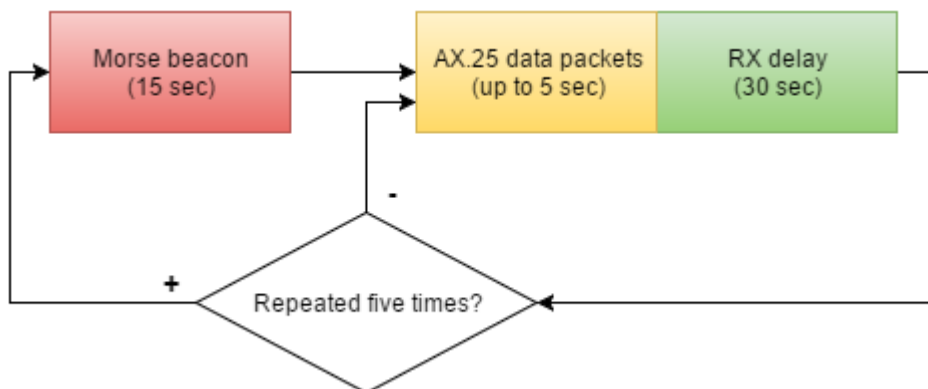 Morse beacon
(15 sec)
AX.25 data packets
(up to 5 sec)
RX delay
(30 sec)
-
+
Repeated five times?